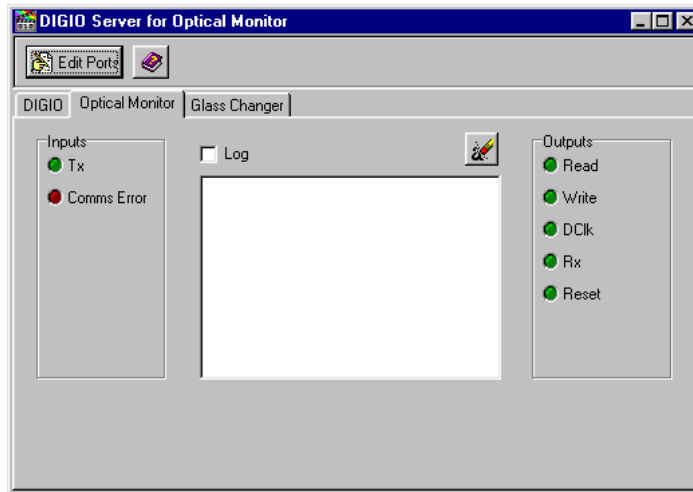 DIGIO Server for Optical Monitor
Edit Ports
DIGIO Optical Monitor Glass Changer
Inputs
Tx
Comms Error
Log
Outputs
Read
Write
DClk
Rx
Reset